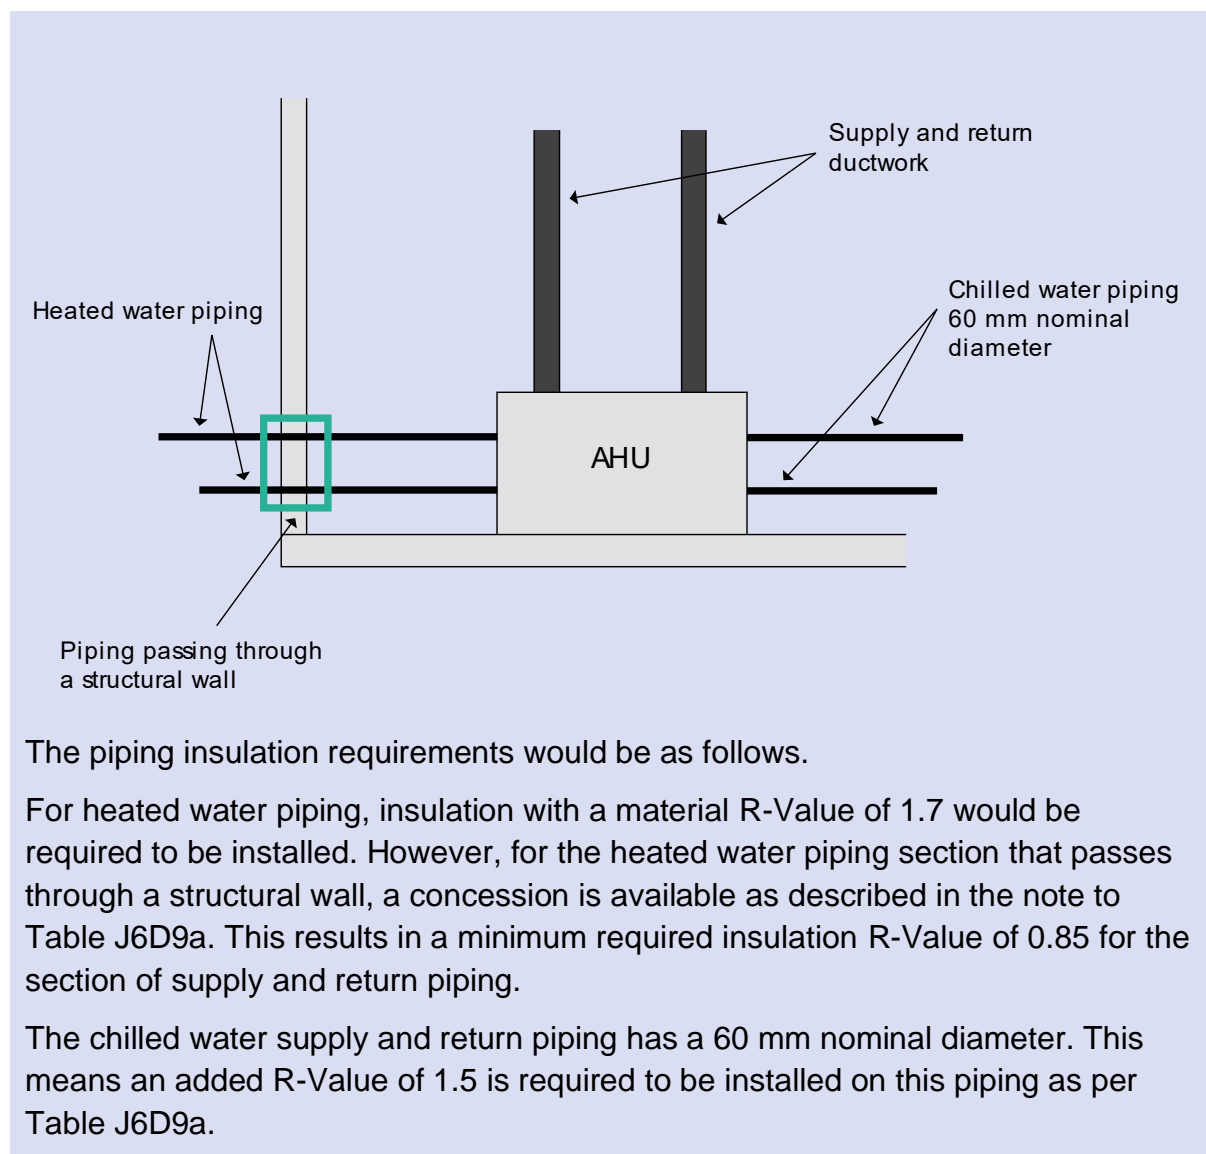 Supply and return
ductwork
Chilled water piping
60 mm nominal
diameter
Heated water piping
AHU
Piping passing through
a structural wall
The piping insulation requirements would be as follows.
For heated water piping, insulation with a material R-Value of 1.7 would be
required to be installed. However, for the heated water piping section that passes
through a structural wall, a concession is available as described in the note to
Table J6D9a. This results in a minimum required insulation R-Value of 0.85 for the
section of supply and return piping.
The chilled water supply and return piping has a 60 mm nominal diameter. This
means an added R-Value of 1.5 is required to be installed on this piping as per
Table J6D9a.